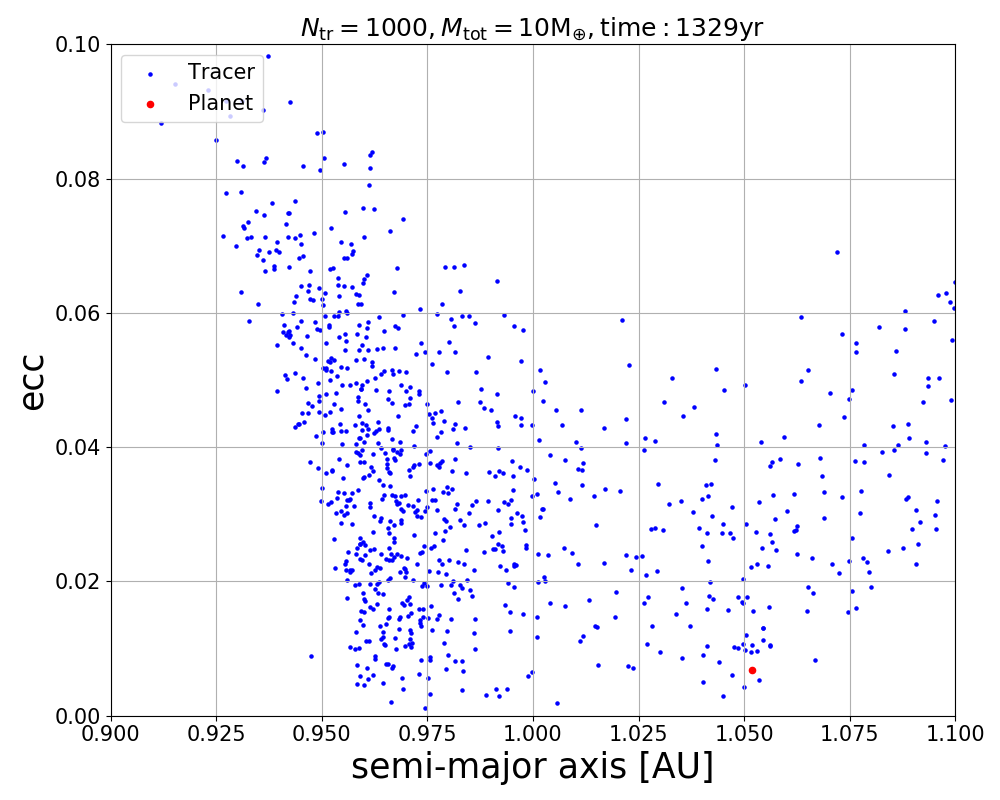 N_tr = 1000, M_tot = 10M_⊕, time : 1329yr
Tracer
Planet
ecc
0.10
0.08
0.06
0.04
0.02
0.00
0.900 0.925 0.950 0.975 1.000 1.025 1.050 1.075 1.100
semi-major axis [AU]